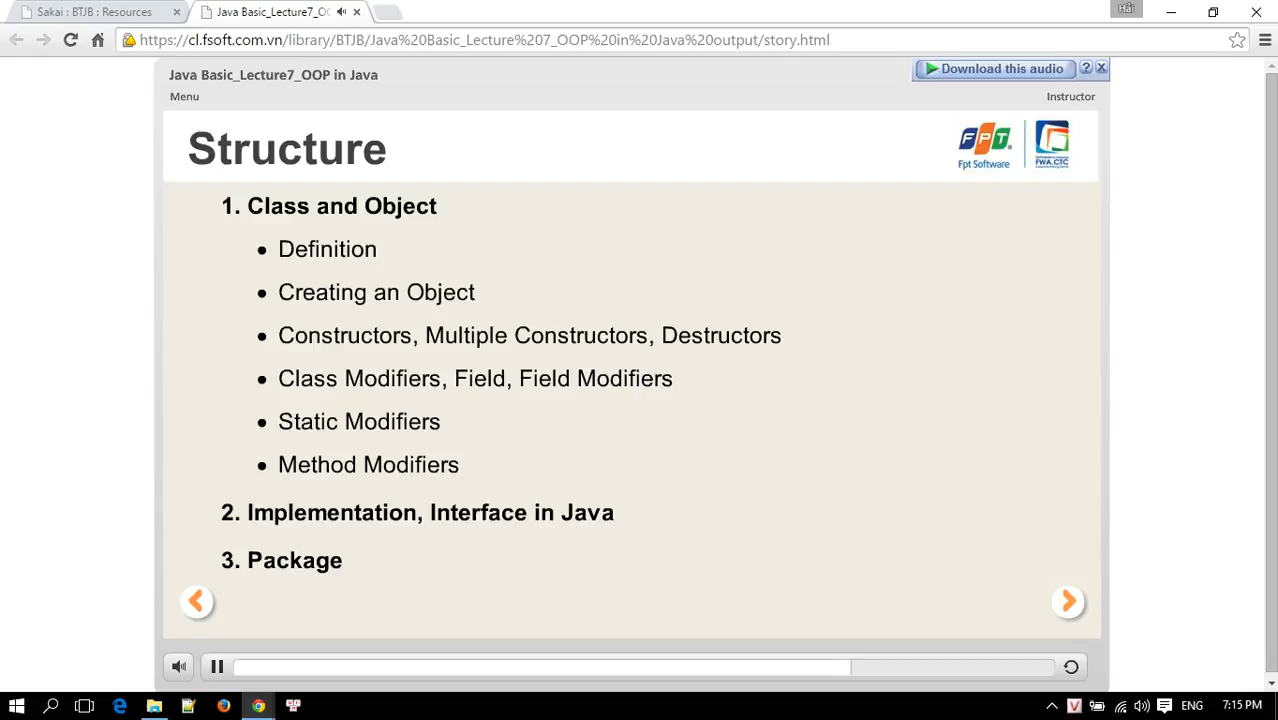 Sakai : BTJB : Resources
Java Basic_Lecture7_OO
Hải
https://cl.fsoft.com.vn/library/BTJB/Java%20Basic_Lecture%207_OOP%20in%20Java%20output/story.html
Java Basic_Lecture7_OOP in Java
Download this audio ?
Menu
Instructor
Structure
FPT
Fpt Software
FWA.CTC
1. Class and Object
• Definition
• Creating an Object
• Constructors, Multiple Constructors, Destructors
• Class Modifiers, Field, Field Modifiers
• Static Modifiers
• Method Modifiers
2. Implementation, Interface in Java
3. Package
ENG
7:15 PM